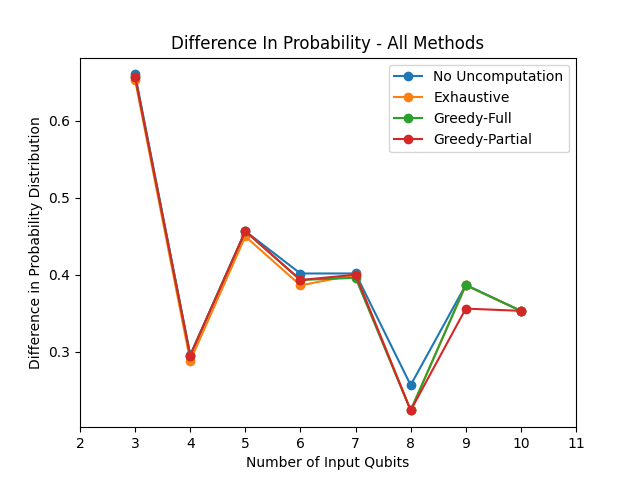 Difference In Probability - All Methods
No Uncomputation
Exhaustive
Greedy-Full
Greedy-Partial
Difference in Probability Distribution
0.6
0.5
0.4
0.3
2 3 4 5 6 7 8 9 10 11
Number of Input Qubits